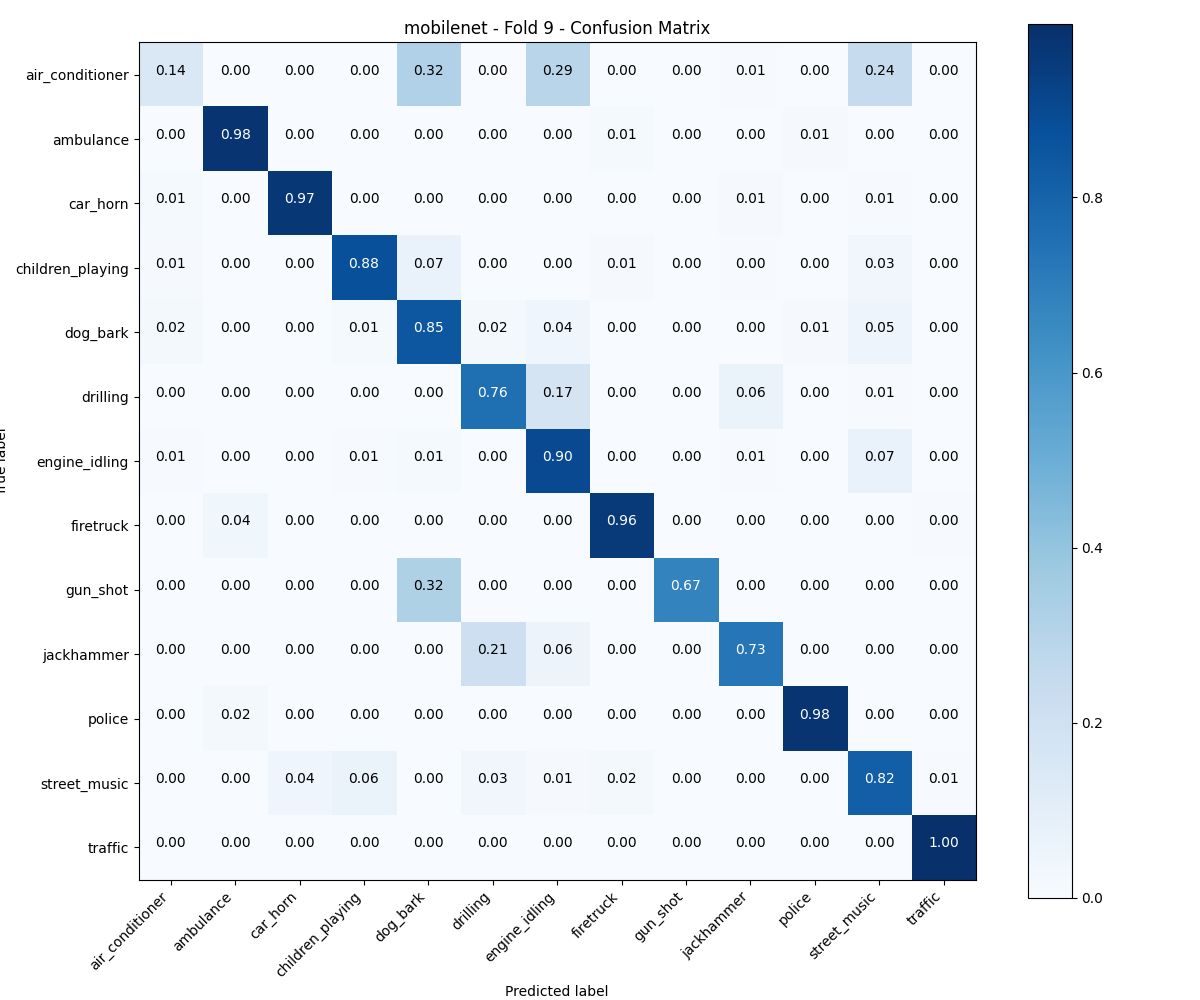 mobilenet - Fold 9 - Confusion Matrix
air_conditioner 0.14 0.00 0.00 0.00 0.32 0.00 0.29 0.00 0.00 0.01 0.00 0.24 0.00
ambulance 0.00 0.98 0.00 0.00 0.00 0.00 0.00 0.01 0.00 0.00 0.01 0.00 0.00
car_horn 0.01 0.00 0.97 0.00 0.00 0.00 0.00 0.00 0.00 0.01 0.00 0.01 0.00
children_playing 0.01 0.00 0.00 0.88 0.07 0.00 0.00 0.01 0.00 0.00 0.00 0.03 0.00
dog_bark 0.02 0.00 0.00 0.01 0.85 0.02 0.04 0.00 0.00 0.00 0.01 0.05 0.00
drilling 0.00 0.00 0.00 0.00 0.00 0.76 0.17 0.00 0.00 0.06 0.00 0.01 0.00
engine_idling 0.01 0.00 0.00 0.01 0.01 0.00 0.90 0.00 0.00 0.01 0.00 0.07 0.00
firetruck 0.00 0.04 0.00 0.00 0.00 0.00 0.00 0.96 0.00 0.00 0.00 0.00 0.00
gun_shot 0.00 0.00 0.00 0.00 0.32 0.00 0.00 0.00 0.67 0.00 0.00 0.00 0.00
jackhammer 0.00 0.00 0.00 0.00 0.00 0.21 0.06 0.00 0.00 0.73 0.00 0.00 0.00
police 0.00 0.02 0.00 0.00 0.00 0.00 0.00 0.00 0.00 0.00 0.98 0.00 0.00
street_music 0.00 0.00 0.04 0.06 0.00 0.03 0.01 0.02 0.00 0.00 0.00 0.82 0.01
traffic 0.00 0.00 0.00 0.00 0.00 0.00 0.00 0.00 0.00 0.00 0.00 0.00 1.00
air_conditioner ambulance car_horn children_playing dog_bark drilling engine_idling firetruck gun_shot jackhammer police street_music traffic
Predicted label
0.8
0.6
0.4
0.2
0.0